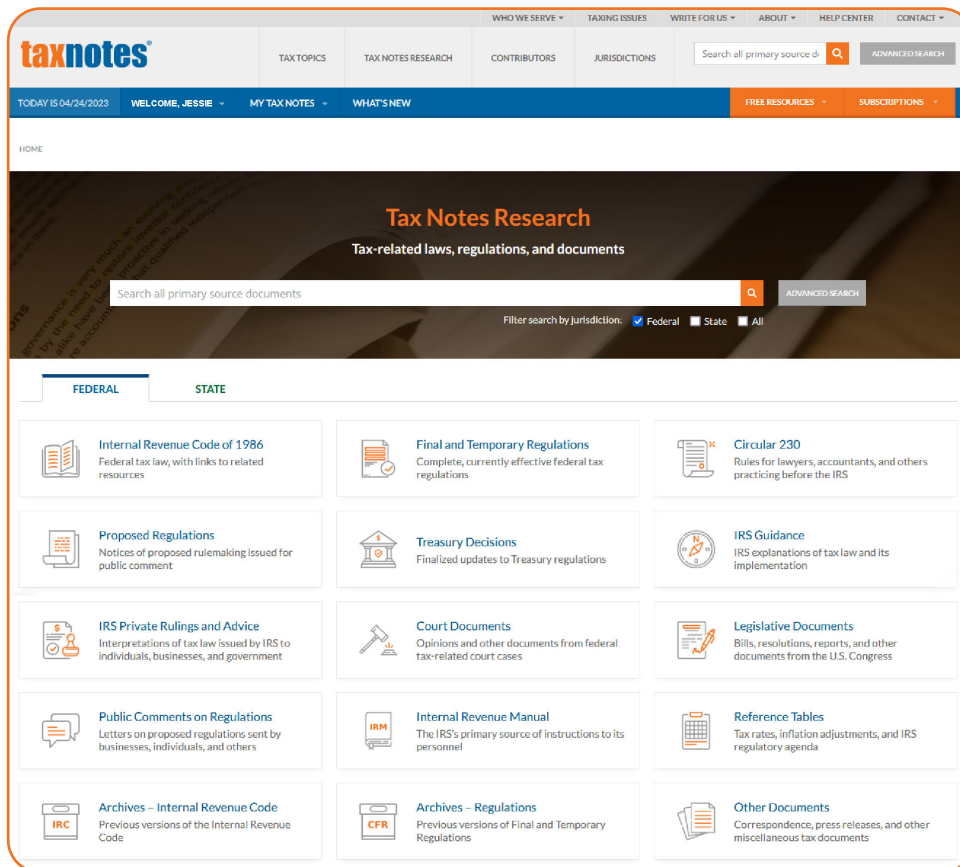 WHO WE SERVE TAXING ISSUES WRITE FOR US ABOUT HELP CENTER CONTACT
taxnotes®
TAX TOPICS TAX NOTES RESEARCH CONTRIBUTORS JURISDICTIONS Search all primary source d ADVANCED SEARCH
TODAY IS 04/24/2023 WELCOME, JESSIE MY TAX NOTES WHAT'S NEW FREE RESOURCES SUBSCRIPTIONS
HOME
Tax Notes Research
Tax-related laws, regulations, and documents
Search all primary source documents ADVANCED SEARCH
Filter search by jurisdiction: Federal State All
FEDERAL STATE
Internal Revenue Code of 1986
Federal tax law, with links to related
resources
Final and Temporary Regulations
Complete, currently effective federal tax
regulations
Circular 230
Rules for lawyers, accountants, and others
practicing before the IRS
Proposed Regulations
Notices of proposed rulemaking issued for
public comment
Treasury Decisions
Finalized updates to Treasury regulations
N
IRS Guidance
IRS explanations of tax law and its
implementation
IRS Private Rulings and Advice
Interpretations of tax law issued by IRS to
individuals, businesses, and government
Court Documents
Opinions and other documents from federal
tax-related court cases
Legislative Documents
Bills, resolutions, reports, and other
documents from the U.S. Congress
Public Comments on Regulations
Letters on proposed regulations sent by
businesses, individuals, and others
IRM
Internal Revenue Manual
The IRS's primary source of instructions to its
personnel
Reference Tables
Tax rates, inflation adjustments, and IRS
regulatory agenda
IRC
Archives – Internal Revenue Code
Previous versions of the Internal Revenue
Code
CFR
Archives – Regulations
Previous versions of Final and Temporary
Regulations
Other Documents
Correspondence, press releases, and other
miscellaneous tax documents